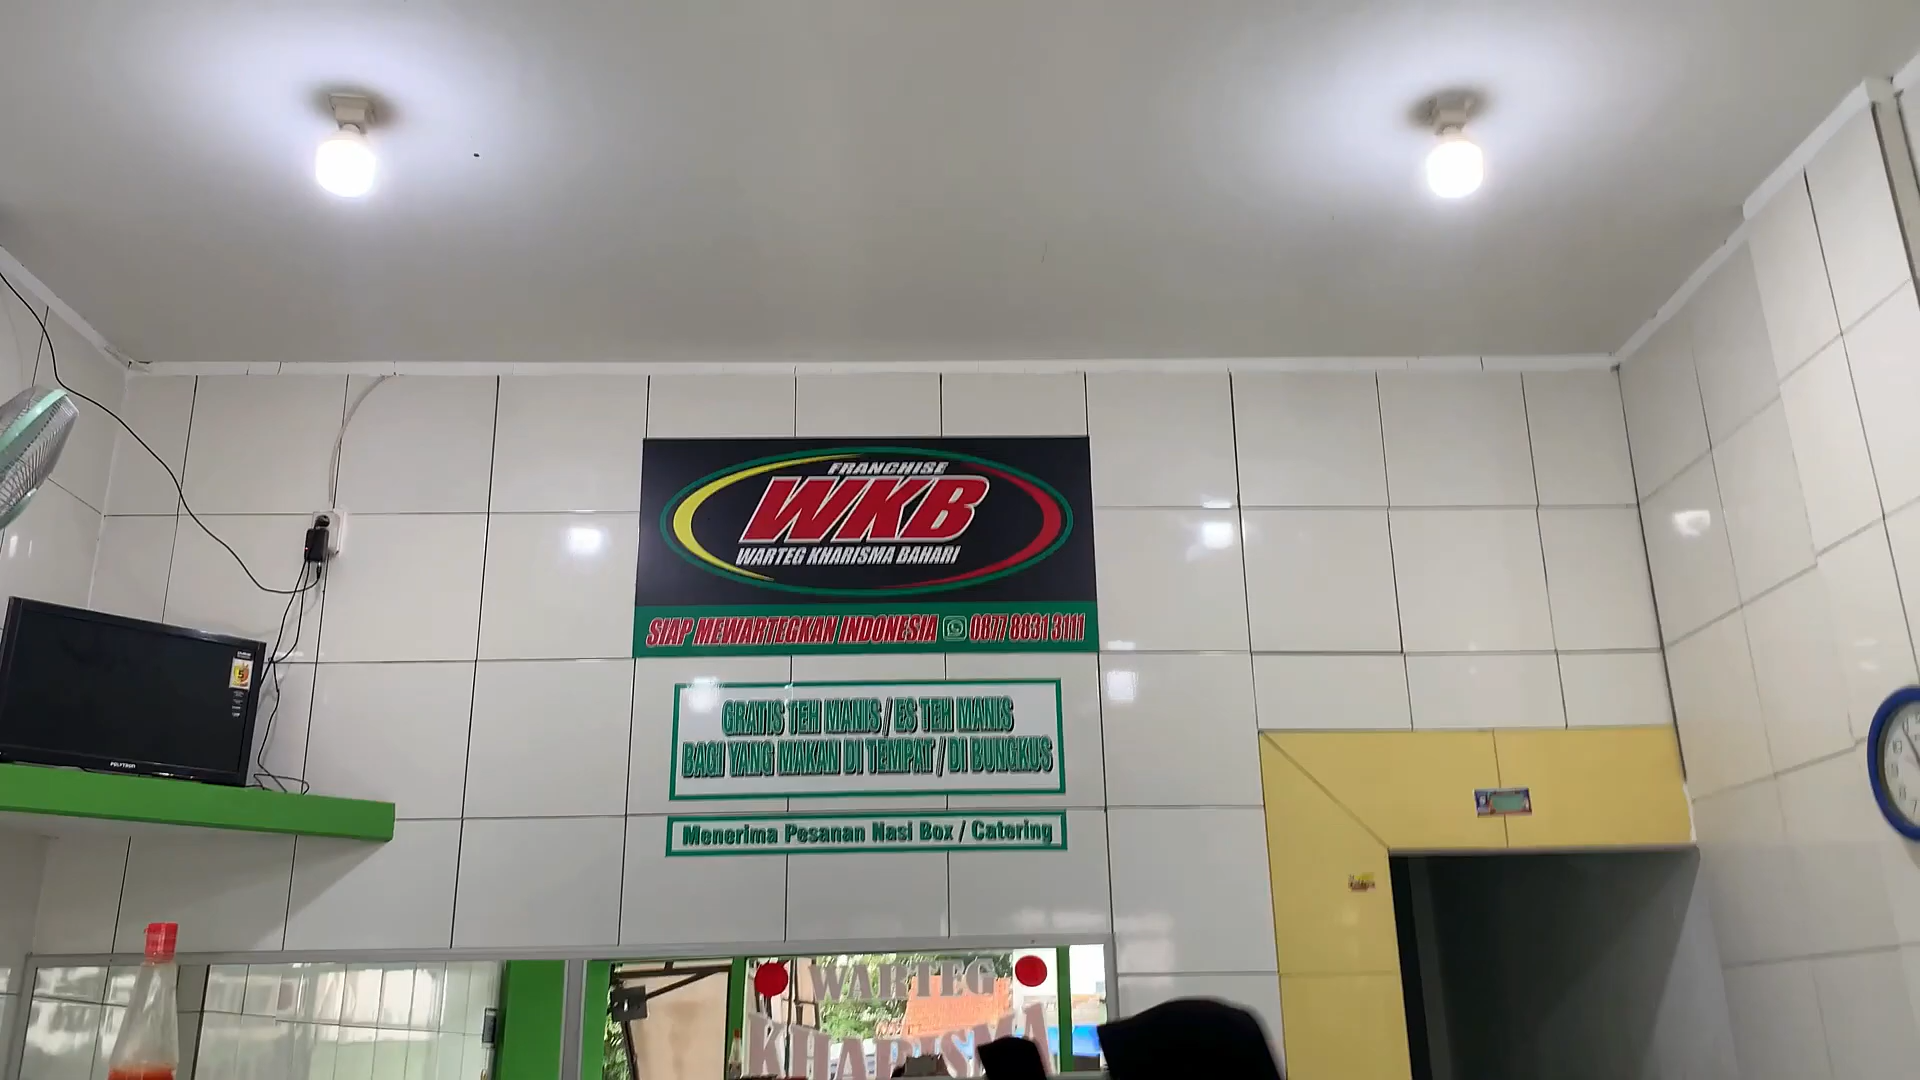 FRANCHISE
WKB
WARTEG KHARISMA BAHARI
SIAP MEWARTEGKAN INDONESIA 0877 8831 3111
GRATIS TEH MANIS / ES TEH MANIS
BAGI YANG MAKAN DI TEMPAT / DI BUNGKUS
Menerima Pesanan Nasi Box / Catering
POLYTRON
WARTEG
KHARISMA